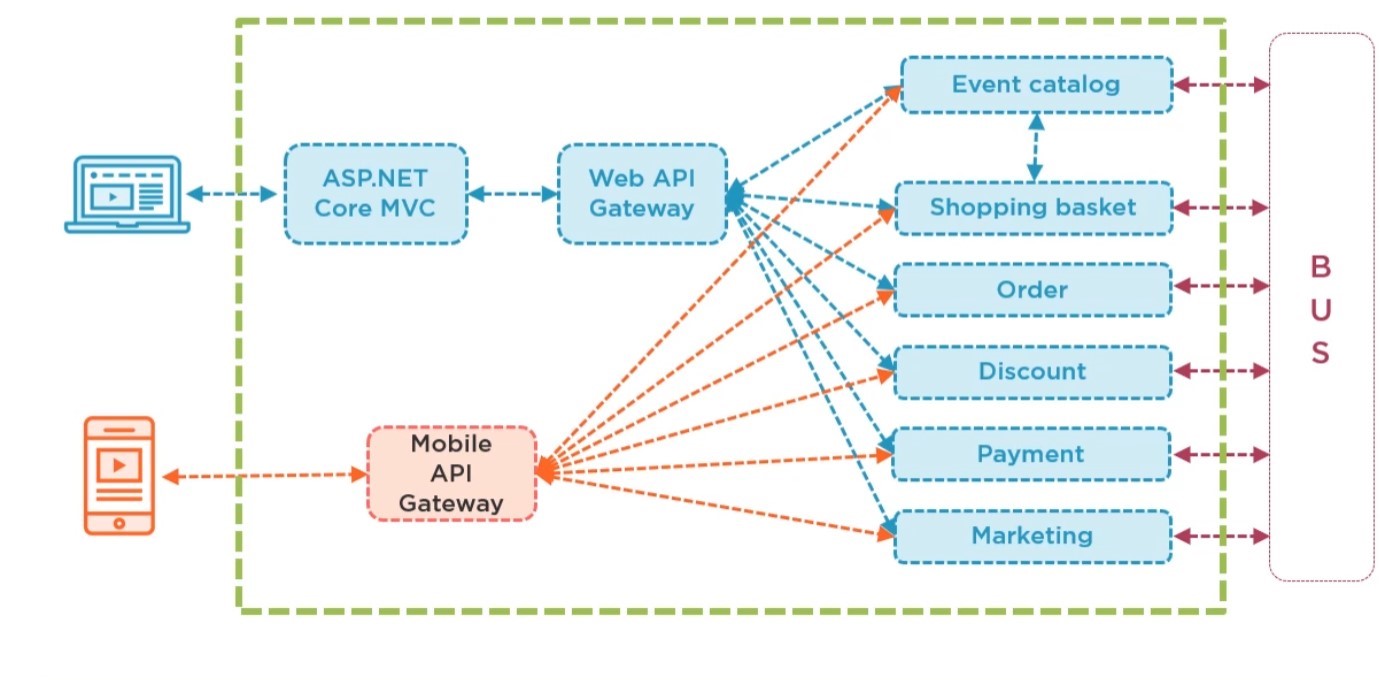 Event catalog
ASP.NET
Core MVC
Web API
Gateway
Shopping basket
Order
Discount
Payment
Marketing
Mobile
API
Gateway
B
U
S